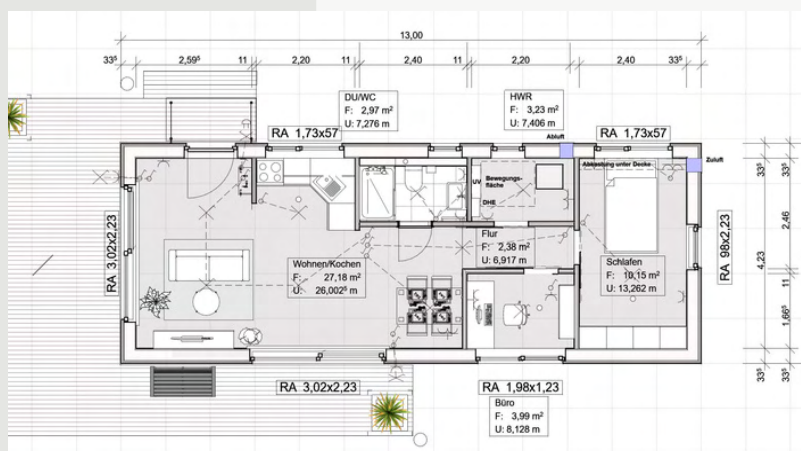 13,00
33⁵ 2,59⁵ 11 2,20 11 2,40 11 2,20 2,40 33⁵
DU/WC
F: 2,97 m²
U: 7,276 m
HWR
F: 3,23 m²
U: 7,406 m
RA 1,73x57
Abluft
RA 1,73x57
Zuluft
Abkastung unter Decke
UV
Bewegungs-
fläche
DHE
RA 3,02x2,23
Wohnen/Kochen
F: 27,18 m²
U: 26,002⁵ m
Flur
F: 2,38 m²
U: 6,917 m
Schlafen
F: 10,15 m²
U: 13,262 m
RA 98x2,23
33⁵ 2,46 11 1,66⁵ 33⁵
33⁵ 4,23 33⁵
RA 3,02x2,23
RA 1,98x1,23
Büro
F: 3,99 m²
U: 8,128 m